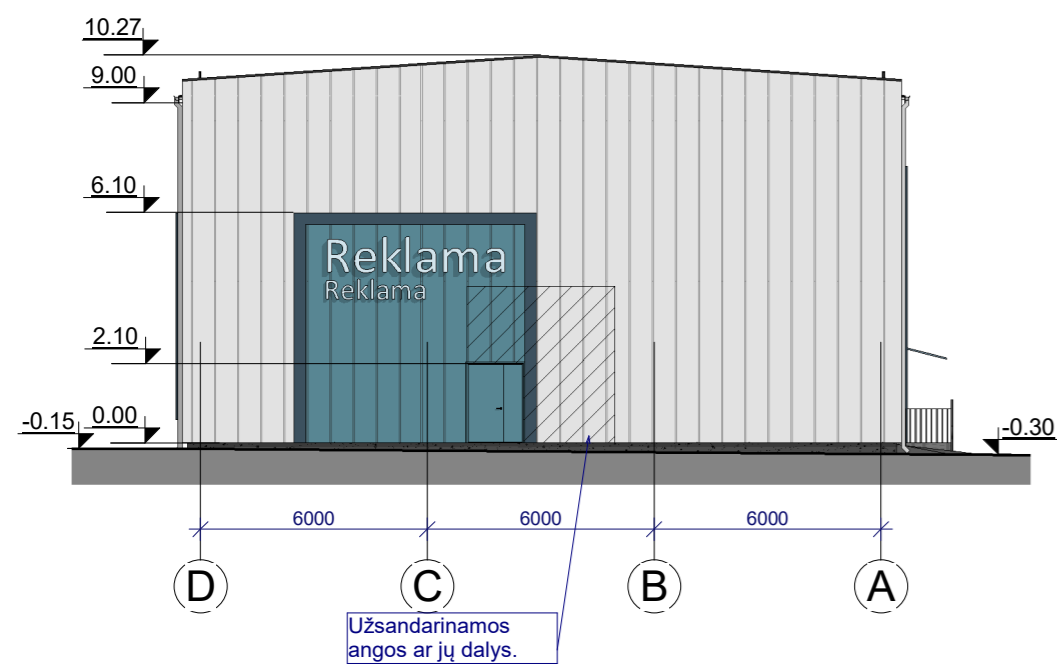 10.27
9.00
6.10
Reklama
Reklama
2.10
0.00
-0.15
-0.30
6000
6000
6000
D
C
B
A
Užsandarinamos
angos ar jų dalys.